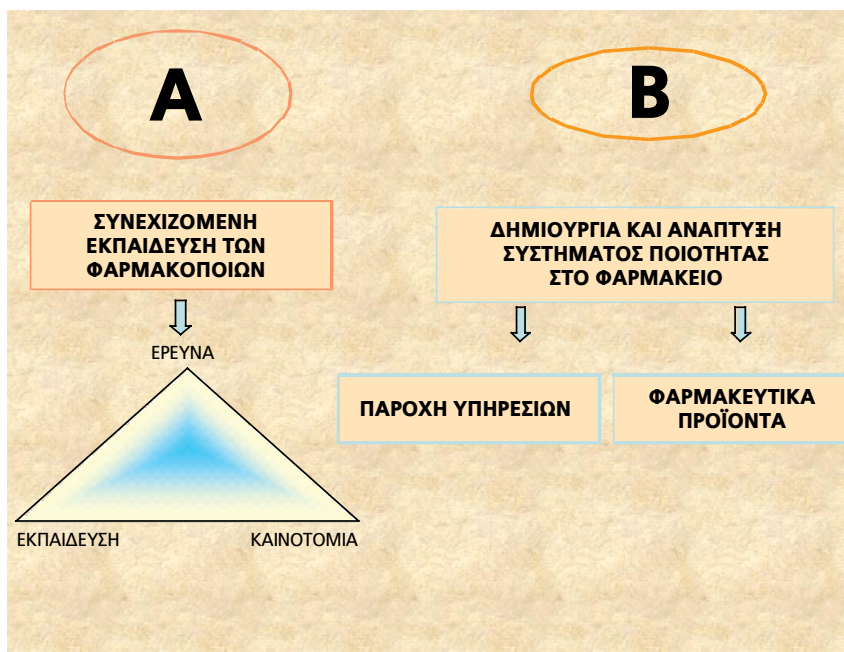 Α
ΣΥΝΕΧΙΖΟΜΕΝΗ
ΕΚΠΑΙΔΕΥΣΗ ΤΩΝ
ΦΑΡΜΑΚΟΠΟΙΩΝ
ΕΡΕΥΝΑ
ΕΚΠΑΙΔΕΥΣΗ
ΚΑΙΝΟΤΟΜΙΑ
Β
ΔΗΜΙΟΥΡΓΙΑ ΚΑΙ ΑΝΑΠΤΥΞΗ
ΣΥΣΤΗΜΑΤΟΣ ΠΟΙΟΤΗΤΑΣ
ΣΤΟ ΦΑΡΜΑΚΕΙΟ
ΠΑΡΟΧΗ ΥΠΗΡΕΣΙΩΝ
ΦΑΡΜΑΚΕΥΤΙΚΑ
ΠΡΟΪΟΝΤΑ